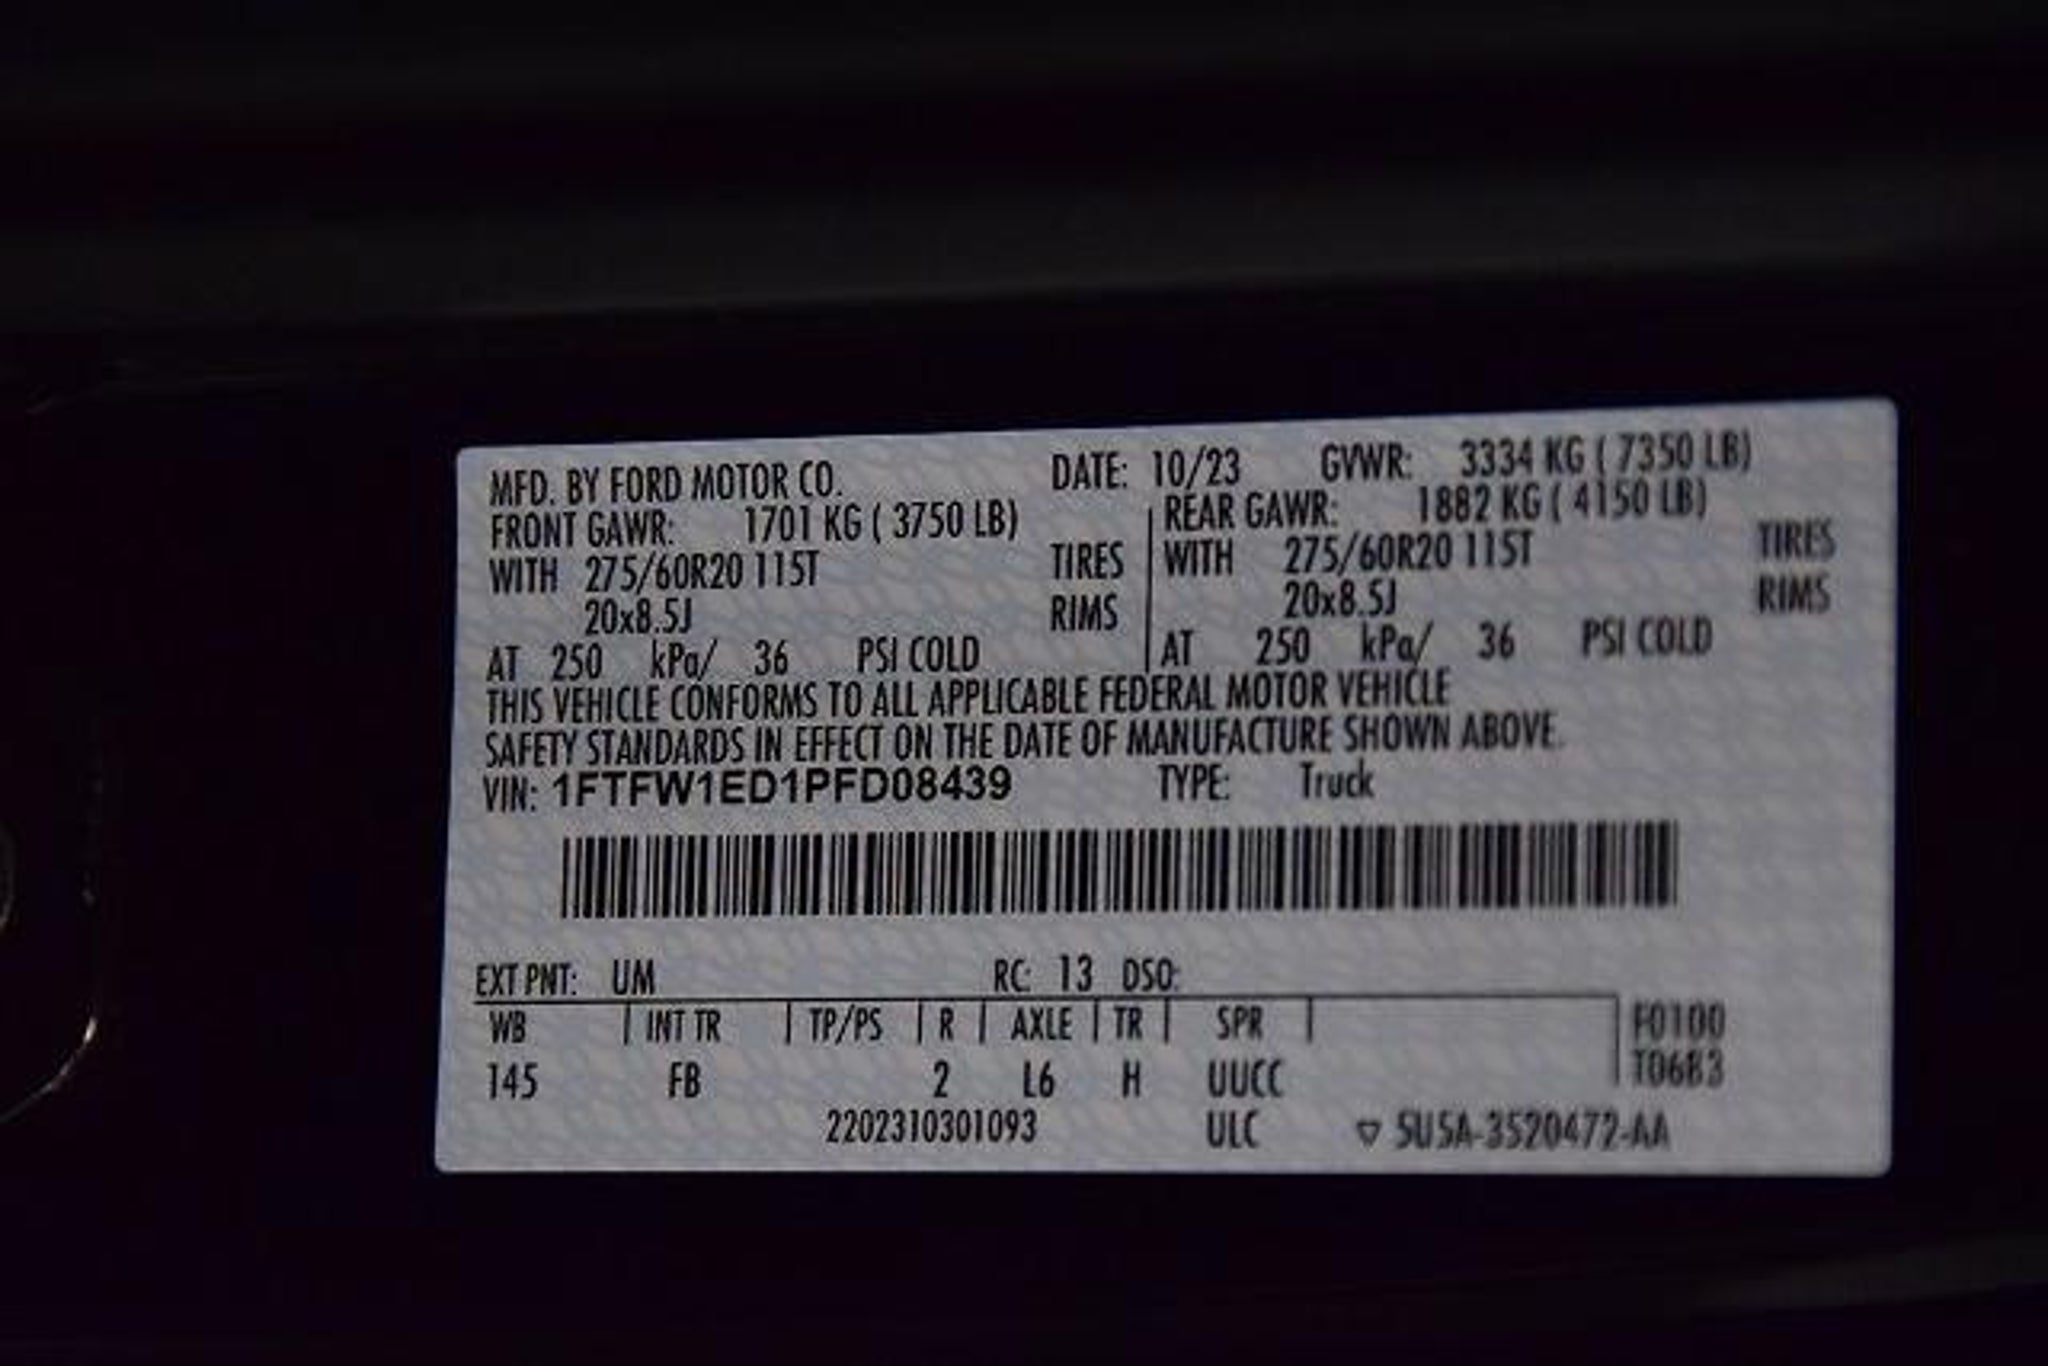 MFD. BY FORD MOTOR CO. DATE: 10/23 GVWR: 3334 KG ( 7350 LB)
FRONT GAWR: 1701 KG ( 3750 LB) REAR GAWR: 1882 KG ( 4150 LB)
WITH 275/60R20 115T TIRES WITH 275/60R20 115T TIRES
20x8.5J RIMS 20x8.5J RIMS
AT 250 kPa/ 36 PSI COLD AT 250 kPa/ 36 PSI COLD
THIS VEHICLE CONFORMS TO ALL APPLICABLE FEDERAL MOTOR VEHICLE
SAFETY STANDARDS IN EFFECT ON THE DATE OF MANUFACTURE SHOWN ABOVE.
VIN: 1FTFW1ED1PFD08439 TYPE: Truck
EXT PNT: UM RC: 13 DSO:
WB INT TR TP/PS R AXLE TR SPR F0100
145 FB 2 L6 H UUCC T06B3
2202310301093 ULC ▽ 5U5A-3520472-AA